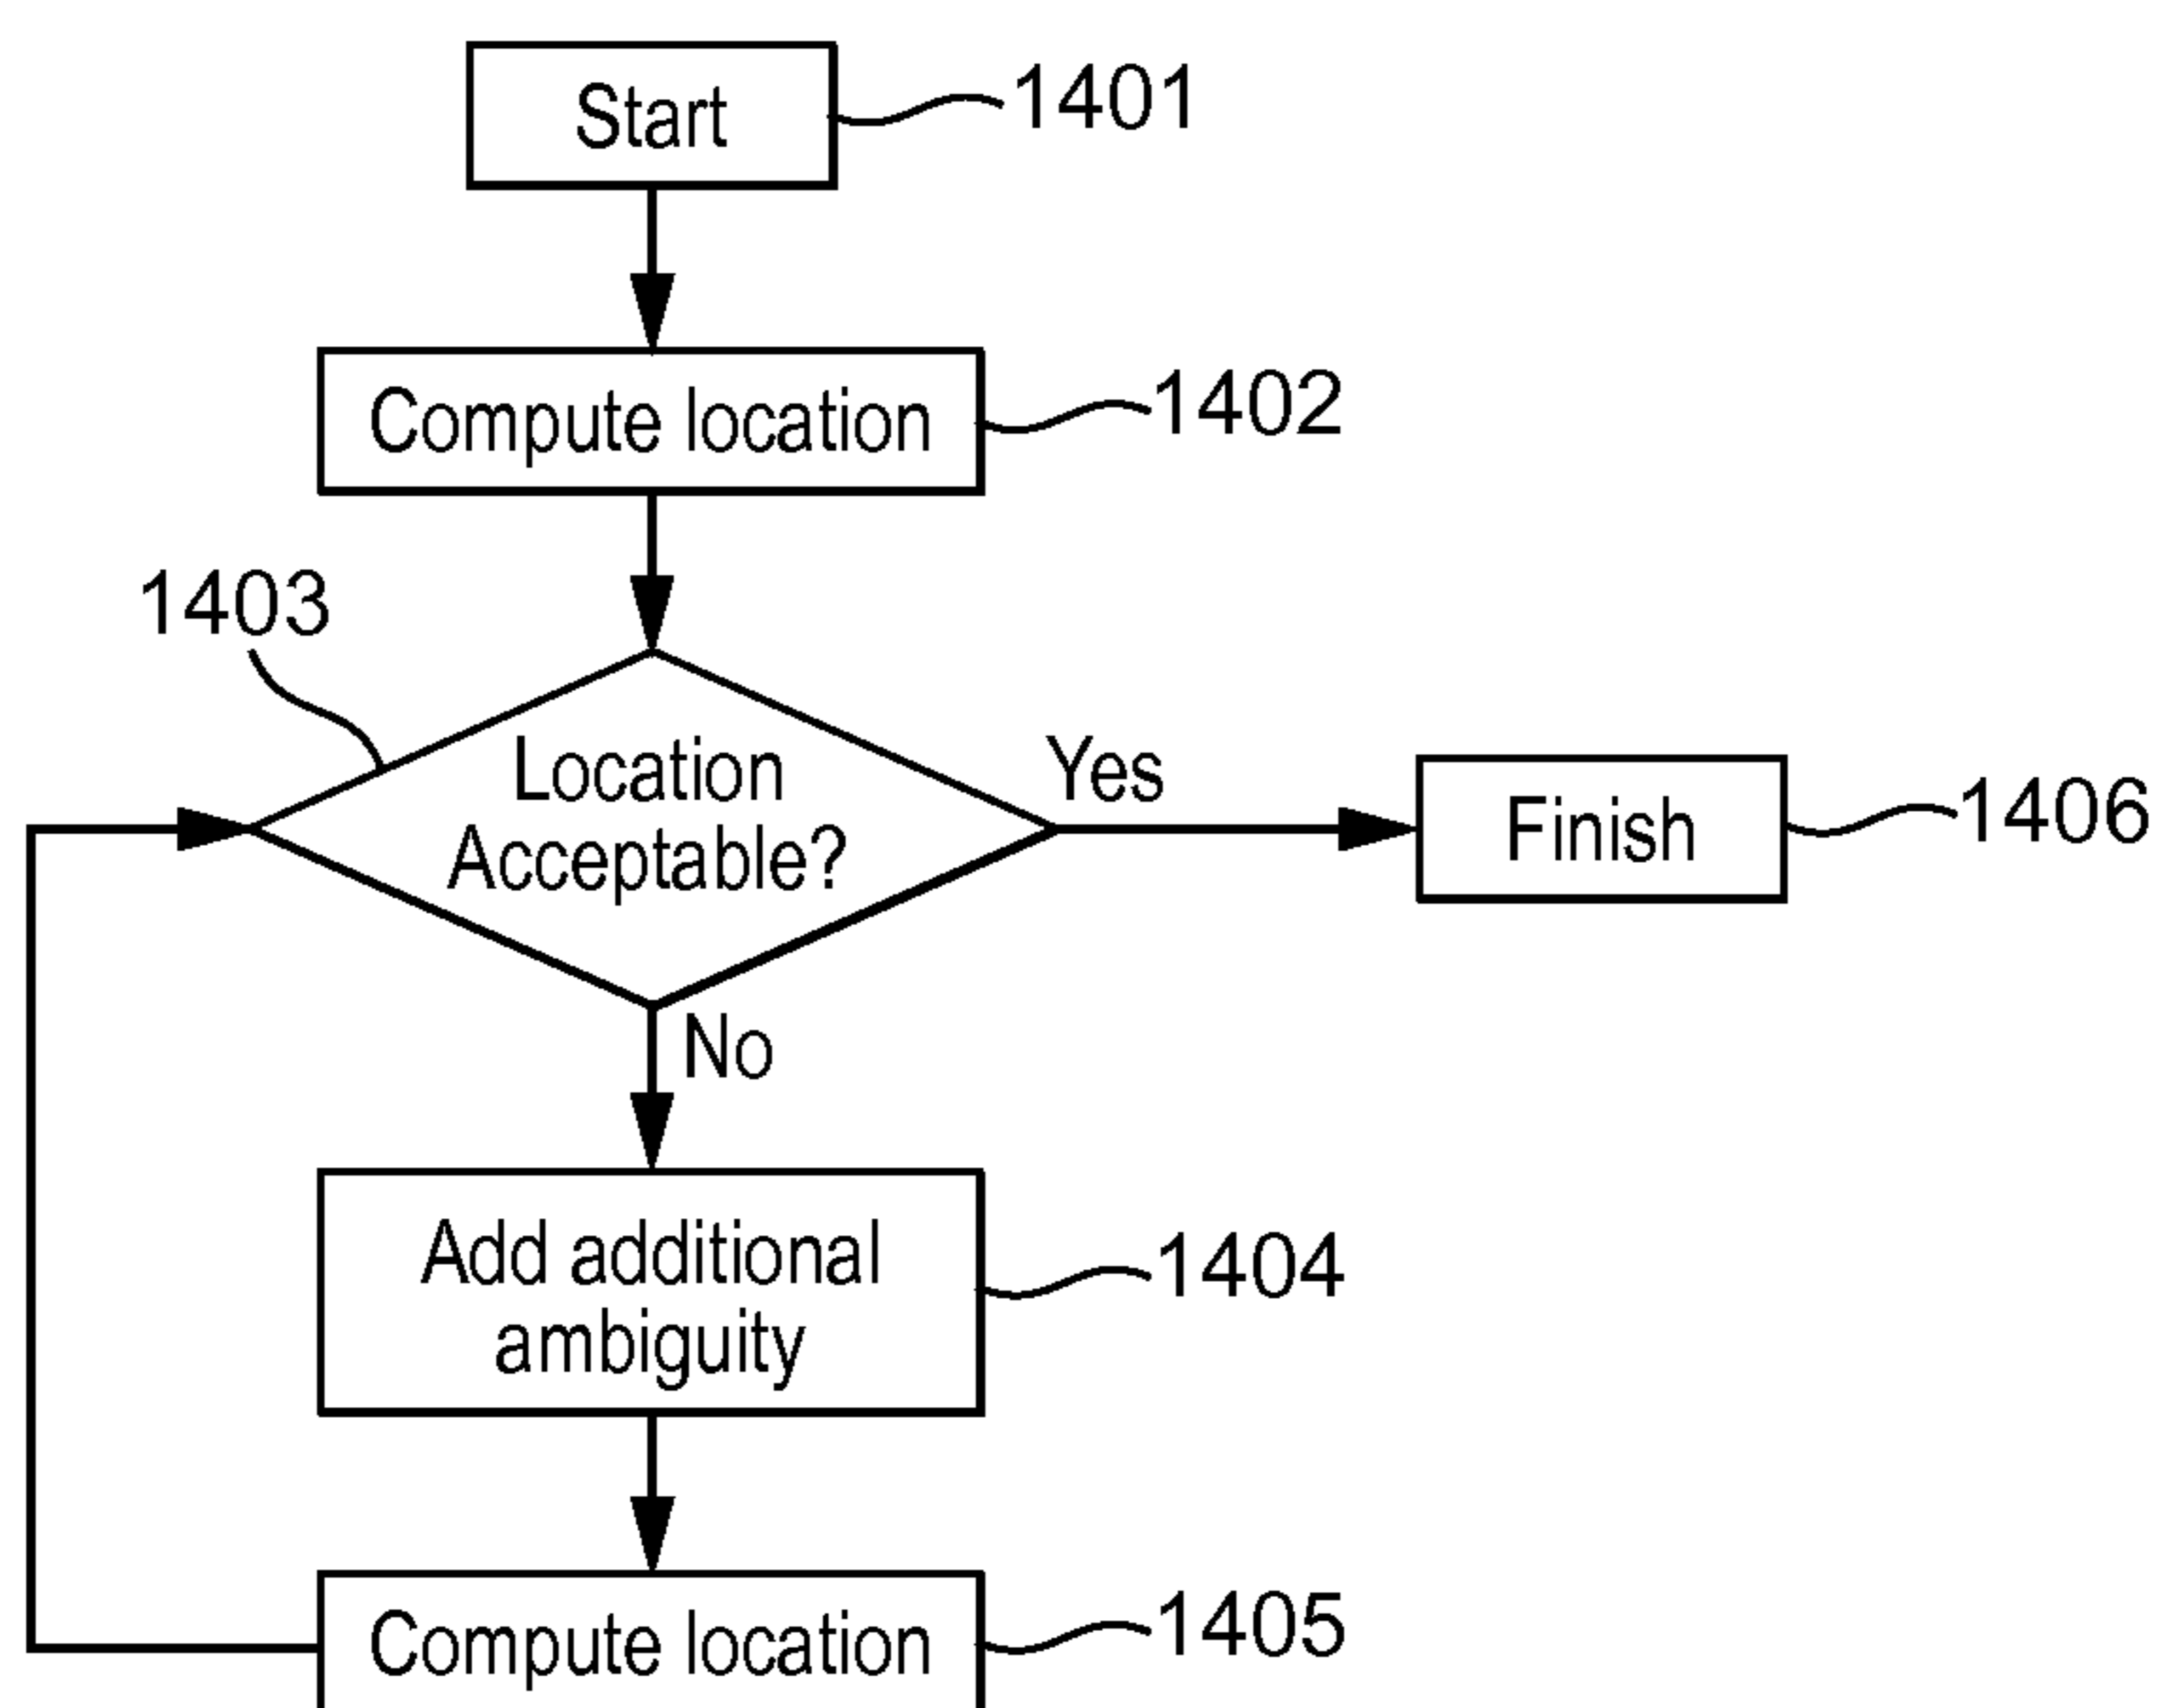 Start
1401
Compute location
1402
1403
Location
Acceptable?
Yes
Finish
1406
No
Add additional
ambiguity
1404
Compute location
1405